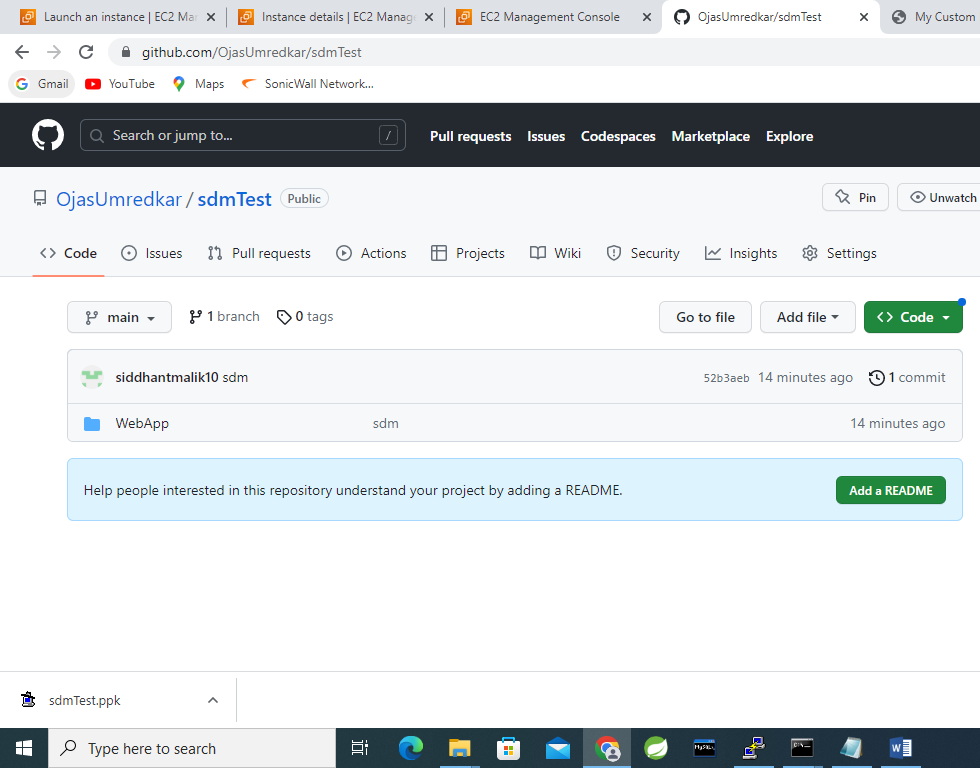 Launch an instance | EC2 Ma
Instance details | EC2 Manag
EC2 Management Console
OjasUmredkar/sdmTest
My Custom
github.com/OjasUmredkar/sdmTest
Gmail
YouTube
Maps
SonicWall Network...
Search or jump to...
/
Pull requests
Issues
Codespaces
Marketplace
Explore
OjasUmredkar / sdmTest
Public
Pin
Unwatch
Code
Issues
Pull requests
Actions
Projects
Wiki
Security
Insights
Settings
main
1 branch
0 tags
Go to file
Add file
Code
siddhantmalik10 sdm
52b3aeb 14 minutes ago
1 commit
WebApp
sdm
14 minutes ago
Help people interested in this repository understand your project by adding a README.
Add a README
sdmTest.ppk
Type here to search